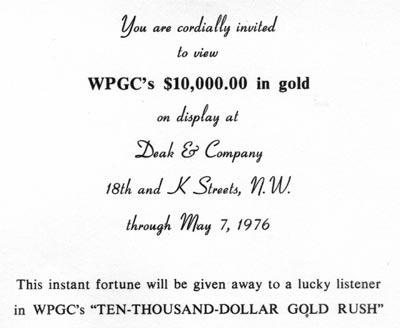 You are cordially invited
to view
WPGC's $10,000.00 in gold
on display at
Deak & Company
18th and K Streets, N.W.
through May 7, 1976
This instant fortune will be given away to a lucky listener
in WPGC's "TEN-THOUSAND-DOLLAR GOLD RUSH"